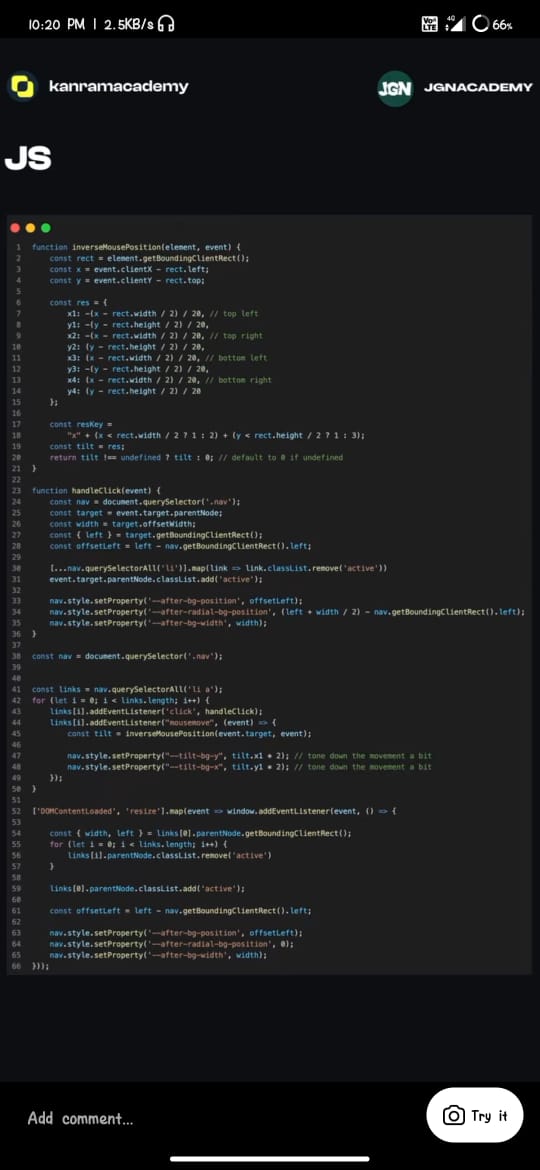 10:20 PM | 2.5KB/s
Vo LTE 4G 66%
kanramacademy
JGN JGNACADEMY
JS
1 function inverseMousePosition(element, event) {
2 const rect = element.getBoundingClientRect();
3 const x = event.clientX - rect.left;
4 const y = event.clientY - rect.top;
5
6 const res = {
7 x1: -(x - rect.width / 2) / 20, // top left
8 y1: -(y - rect.height / 2) / 20,
9 x2: -(x - rect.width / 2) / 20, // top right
10 y2: (y - rect.height / 2) / 20,
11 x3: (x - rect.width / 2) / 20, // bottom left
12 y3: -(y - rect.height / 2) / 20,
13 x4: (x - rect.width / 2) / 20, // bottom right
14 y4: (y - rect.height / 2) / 20
15 };
16
17 const resKey =
18 "x" + (x < rect.width / 2 ? 1 : 2) + (y < rect.height / 2 ? 1 : 3);
19 const tilt = res;
20 return tilt !== undefined ? tilt : 0; // default to 0 if undefined
21 }
22
23 function handleClick(event) {
24 const nav = document.querySelector('.nav');
25 const target = event.target.parentNode;
26 const width = target.offsetWidth;
27 const { left } = target.getBoundingClientRect();
28 const offsetLeft = left - nav.getBoundingClientRect().left;
29
30 [...nav.querySelectorAll('li')].map(link => link.classList.remove('active'))
31 event.target.parentNode.classList.add('active');
32
33 nav.style.setProperty('--after-bg-position', offsetLeft);
34 nav.style.setProperty('--after-radial-bg-position', (left + width / 2) - nav.getBoundingClientRect().left);
35 nav.style.setProperty('--after-bg-width', width);
36 }
37
38 const nav = document.querySelector('.nav');
39
40
41 const links = nav.querySelectorAll('li a');
42 for (let i = 0; i < links.length; i++) {
43 links[i].addEventListener('click', handleClick);
44 links[i].addEventListener("mousemove", (event) => {
45 const tilt = inverseMousePosition(event.target, event);
46
47 nav.style.setProperty("--tilt-bg-y", tilt.x1 * 2); // tone down the movement a bit
48 nav.style.setProperty("--tilt-bg-x", tilt.y1 * 2); // tone down the movement a bit
49 });
50 }
51
52 ['DOMContentLoaded', 'resize'].map(event => window.addEventListener(event, () => {
53
54 const { width, left } = links[0].parentNode.getBoundingClientRect();
55 for (let i = 0; i < links.length; i++) {
56 links[i].parentNode.classList.remove('active')
57 }
58
59 links[0].parentNode.classList.add('active');
60
61 const offsetLeft = left - nav.getBoundingClientRect().left;
62
63 nav.style.setProperty('--after-bg-position', offsetLeft);
64 nav.style.setProperty('--after-radial-bg-position', 0);
65 nav.style.setProperty('--after-bg-width', width);
66 }));
Add comment...
Try it